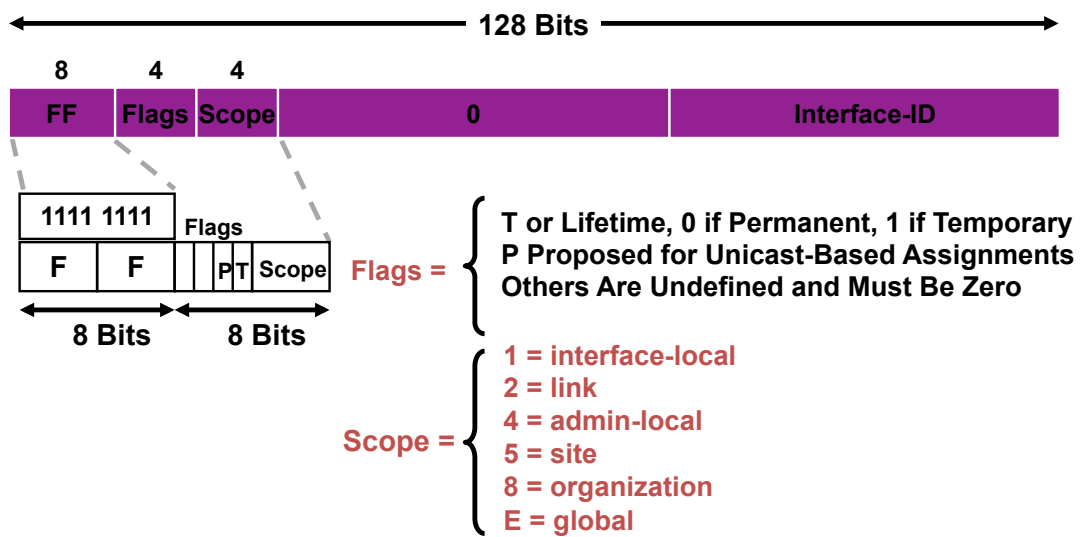 128 Bits
8 4 4
FF Flags Scope 0 Interface-ID
1111 1111
Flags
F F P T Scope
8 Bits 8 Bits
Flags =
T or Lifetime, 0 if Permanent, 1 if Temporary
P Proposed for Unicast-Based Assignments
Others Are Undefined and Must Be Zero
Scope =
1 = interface-local
2 = link
4 = admin-local
5 = site
8 = organization
E = global